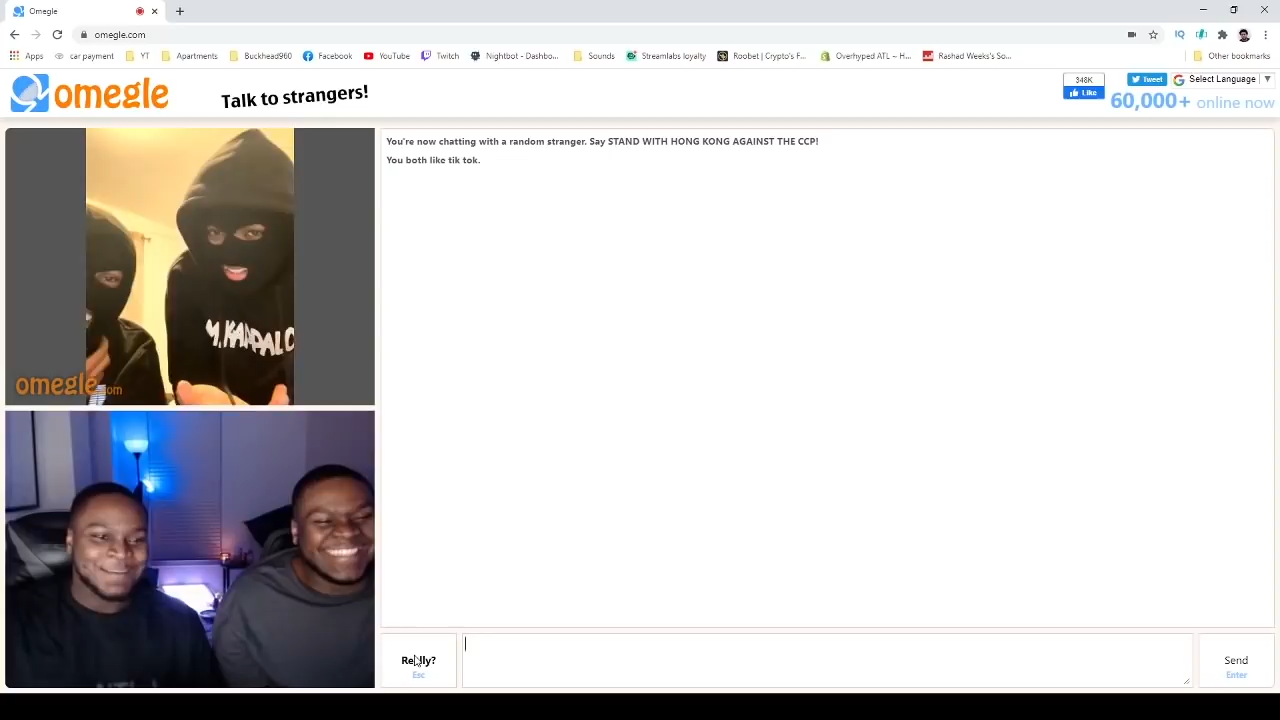 Omegle
omegle.com
Apps
car payment
YT
Apartments
Buckhead960
Facebook
YouTube
Twitch
Nightbot - Dashbo...
Sounds
Streamlabs loyalty
Roobet | Crypto's F...
Overhyped ATL ~ H...
Rashad Weeks's So...
Other bookmarks
omegle
Talk to strangers!
348K
Like
Tweet
Select Language
60,000+ online now
You're now chatting with a random stranger. Say STAND WITH HONG KONG AGAINST THE CCP!
You both like tik tok.
omegle.com
Really?
Esc
Send
Enter